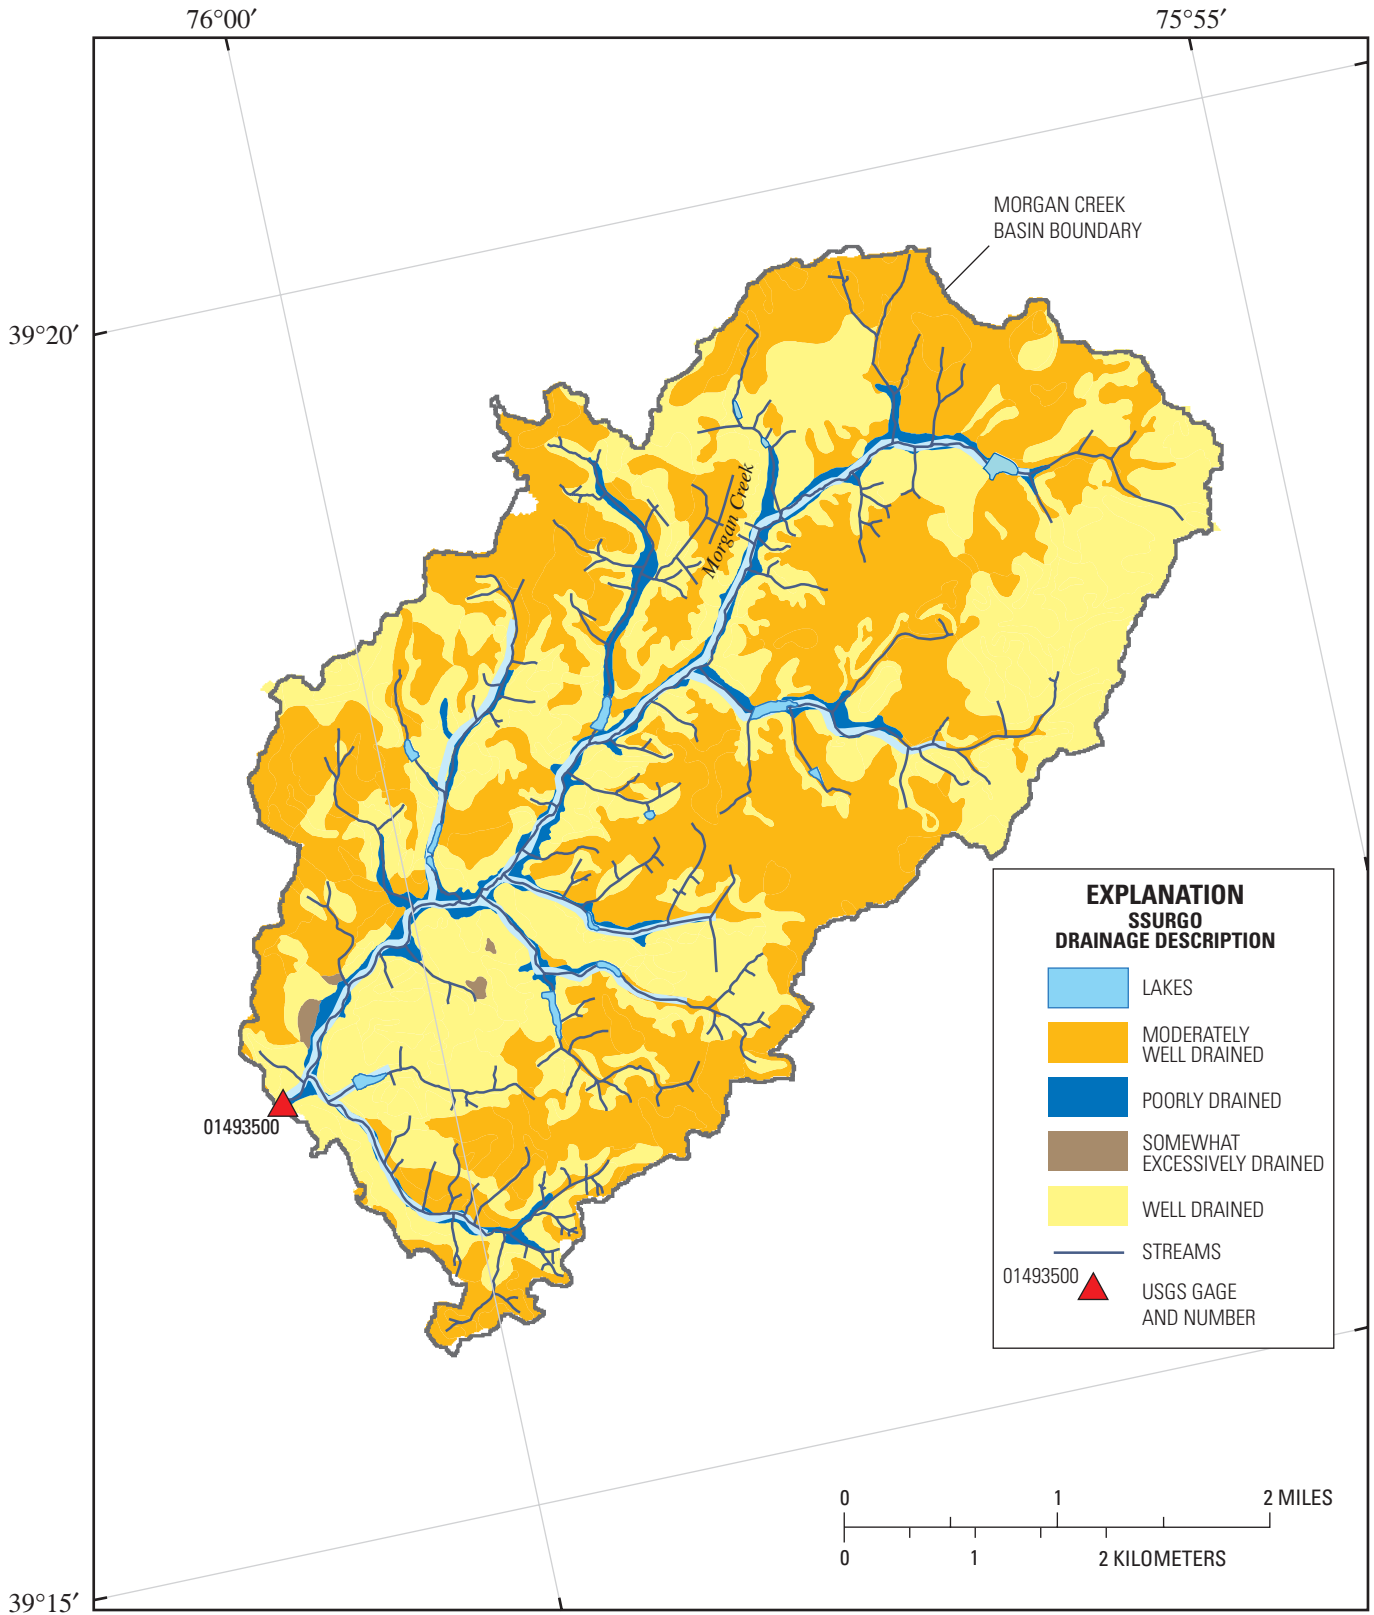 76°00′
75°55′
MORGAN CREEK
BASIN BOUNDARY
39°20′
Morgan Creek
01493500
EXPLANATION
SSURGO
DRAINAGE DESCRIPTION
LAKES
MODERATELY
WELL DRAINED
POORLY DRAINED
SOMEWHAT
EXCESSIVELY DRAINED
WELL DRAINED
STREAMS
01493500
USGS GAGE
AND NUMBER
0 1 2 MILES
0 1 2 KILOMETERS
39°15′